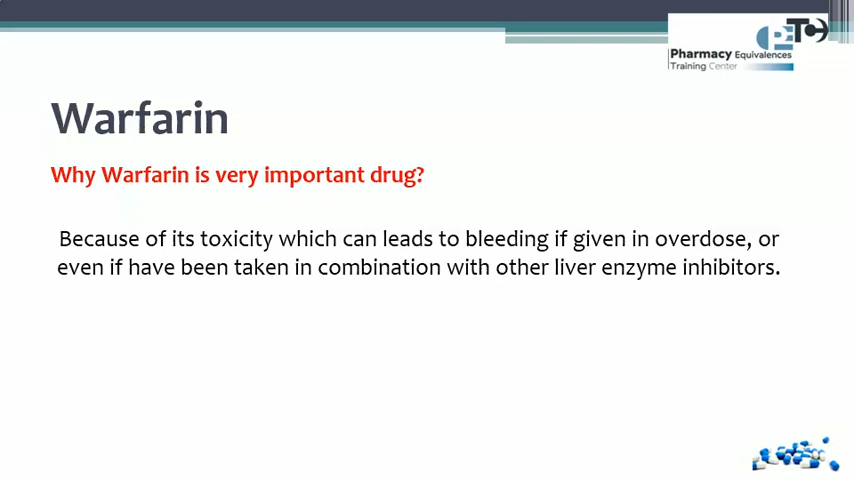 PTC
Pharmacy Equivalences
Training Center
Warfarin
Why Warfarin is very important drug?
Because of its toxicity which can leads to bleeding if given in overdose, or
even if have been taken in combination with other liver enzyme inhibitors.